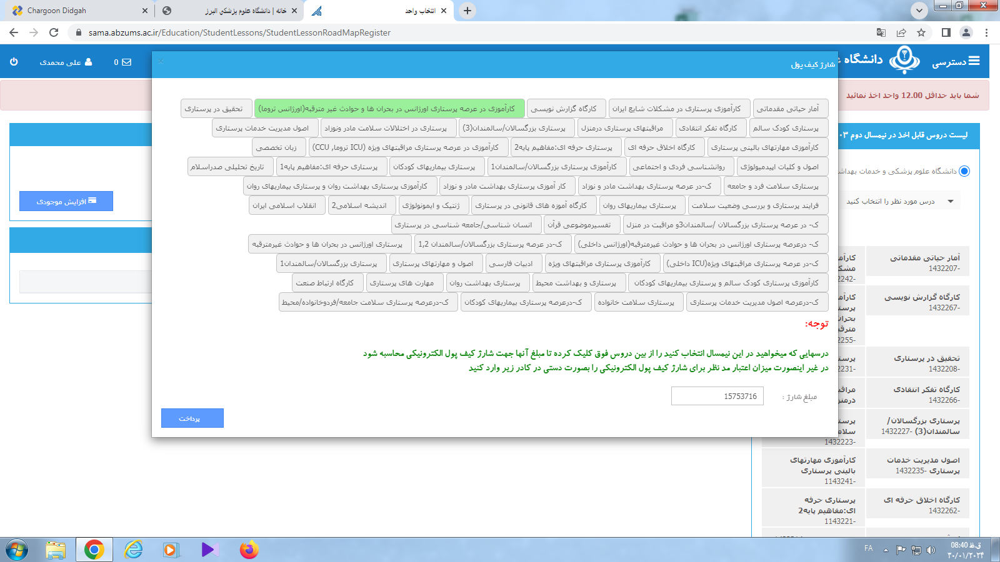 Chargoon Didgah
خانه | دانشگاه علوم پزشکی البرز
انتخاب واحد
sama.abzums.ac.ir/Education/StudentLessons/StudentLessonRoadMapRegister
دسترسی
دانشگاه
0
علی محمدی
شما باید حداقل 12.00 واحد اخذ نمائید
شارژ کیف پول
آمار حیاتی مقدماتی
کارآموزی پرستاری در مشکلات شایع ایران
کارگاه گزارش نویسی
کارآموزی در عرصه پرستاری اورژانس در بحران ها و حوادث غیر مترقبه(اورژانس تروما)
تحقیق در پرستاری
پرستاری کودک سالم
کارگاه تفکر انتقادی
مراقبتهای پرستاری درمنزل
پرستاری بزرگسالان/سالمندان(3)
پرستاری در اختلالات سلامت مادر ونوزاد
اصول مدیریت خدمات پرستاری
کارآموزی مهارتهای بالینی پرستاری
کارگاه اخلاق حرفه ای
پرستاری حرفه ای:مفاهیم پایه2
کارآموزی در عرصه پرستاری مراقبتهای ویژه (ICU تروما, CCU)
زبان تخصصی
اصول و کلیات اپیدمیولوژی
روانشناسی فردی و اجتماعی
کارآموزی پرستاری بزرگسالان/سالمندان1
پرستاری بیماریهای کودکان
پرستاری حرفه ای:مفاهیم پایه1
تاریخ تحلیلی صدراسلام
پرستاری سلامت فرد و جامعه
ک-در عرصه پرستاری بهداشت مادر و نوزاد
کار آموزی پرستاری بهداشت مادر و نوزاد
کارآموزی پرستاری بهداشت روان و پرستاری بیماریهای روان
فرایند پرستاری و بررسی وضعیت سلامت
پرستاری بیماریهای روان
کارگاه آموزه های قانونی در پرستاری
ژنتیک و ایمونولوژی
اندیشه اسلامی2
انقلاب اسلامی ایران
ک- در عرصه پرستاری بزرگسالان /سالمندان3و مراقبت در منزل
تفسیرموضوعی قرآن
انسان شناسی/جامعه شناسی در پرستاری
ک- درعرصه پرستاری اورژانس در بحران ها و حوادث غیرمترقبه(اورژانس داخلی)
ک-در عرصه پرستاری بزرگسالان/سالمندان 1,2
پرستاری اورژانس در بحران ها و حوادث غیرمترقبه
ک-در عرصه پرستاری مراقبتهای ویژه(ICU داخلی)
کارآموزی پرستاری مراقبتهای ویژه
ادبیات فارسی
اصول و مهارتهای پرستاری
پرستاری بزرگسالان/سالمندان1
کارآموزی پرستاری کودک سالم و پرستاری بیماریهای کودکان
پرستاری و بهداشت محیط
پرستاری بهداشت روان
مهارت های پرستاری
کارگاه ارتباط صنعت
ک-درعرصه اصول مدیریت خدمات پرستاری
پرستاری سلامت خانواده
ک-درعرصه پرستاری بیماریهای کودکان
ک-درعرصه پرستاری سلامت جامعه/فردوخانواده/محیط
توجه:
درسهایی که میخواهید در این نیمسال انتخاب کنید را از بین دروس فوق کلیک کرده تا مبلغ آنها جهت شارژ کیف پول الکترونیکی محاسبه شود
در غیر اینصورت میزان اعتبار مد نظر برای شارژ کیف پول الکترونیکی را بصورت دستی در کادر زیر وارد کنید
مبلغ شارژ :
15753716
پرداخت
افزایش موجودی
لیست دروس قابل اخذ در نیمسال دوم
دانشگاه علوم پزشکی و خدمات
درس مورد نظر را انتخاب کنید
آمار حیاتی مقدماتی
-1432207
کارگاه گزارش نویسی
-1432267
تحقیق در پرستاری
-1432208
کارگاه تفکر انتقادی
-1432266
پرستاری بزرگسالان/
سالمندان(3) -1432227
-1432223
اصول مدیریت خدمات
پرستاری -1432235
کارآموزی مهارتهای
بالینی پرستاری
-1143241
کارگاه اخلاق حرفه ای
-1432262
پرستاری حرفه
ای:مفاهیم پایه2
-1143221
FA
08:40 ق.ظ
۳۰/۰۱/۲۰۲۴